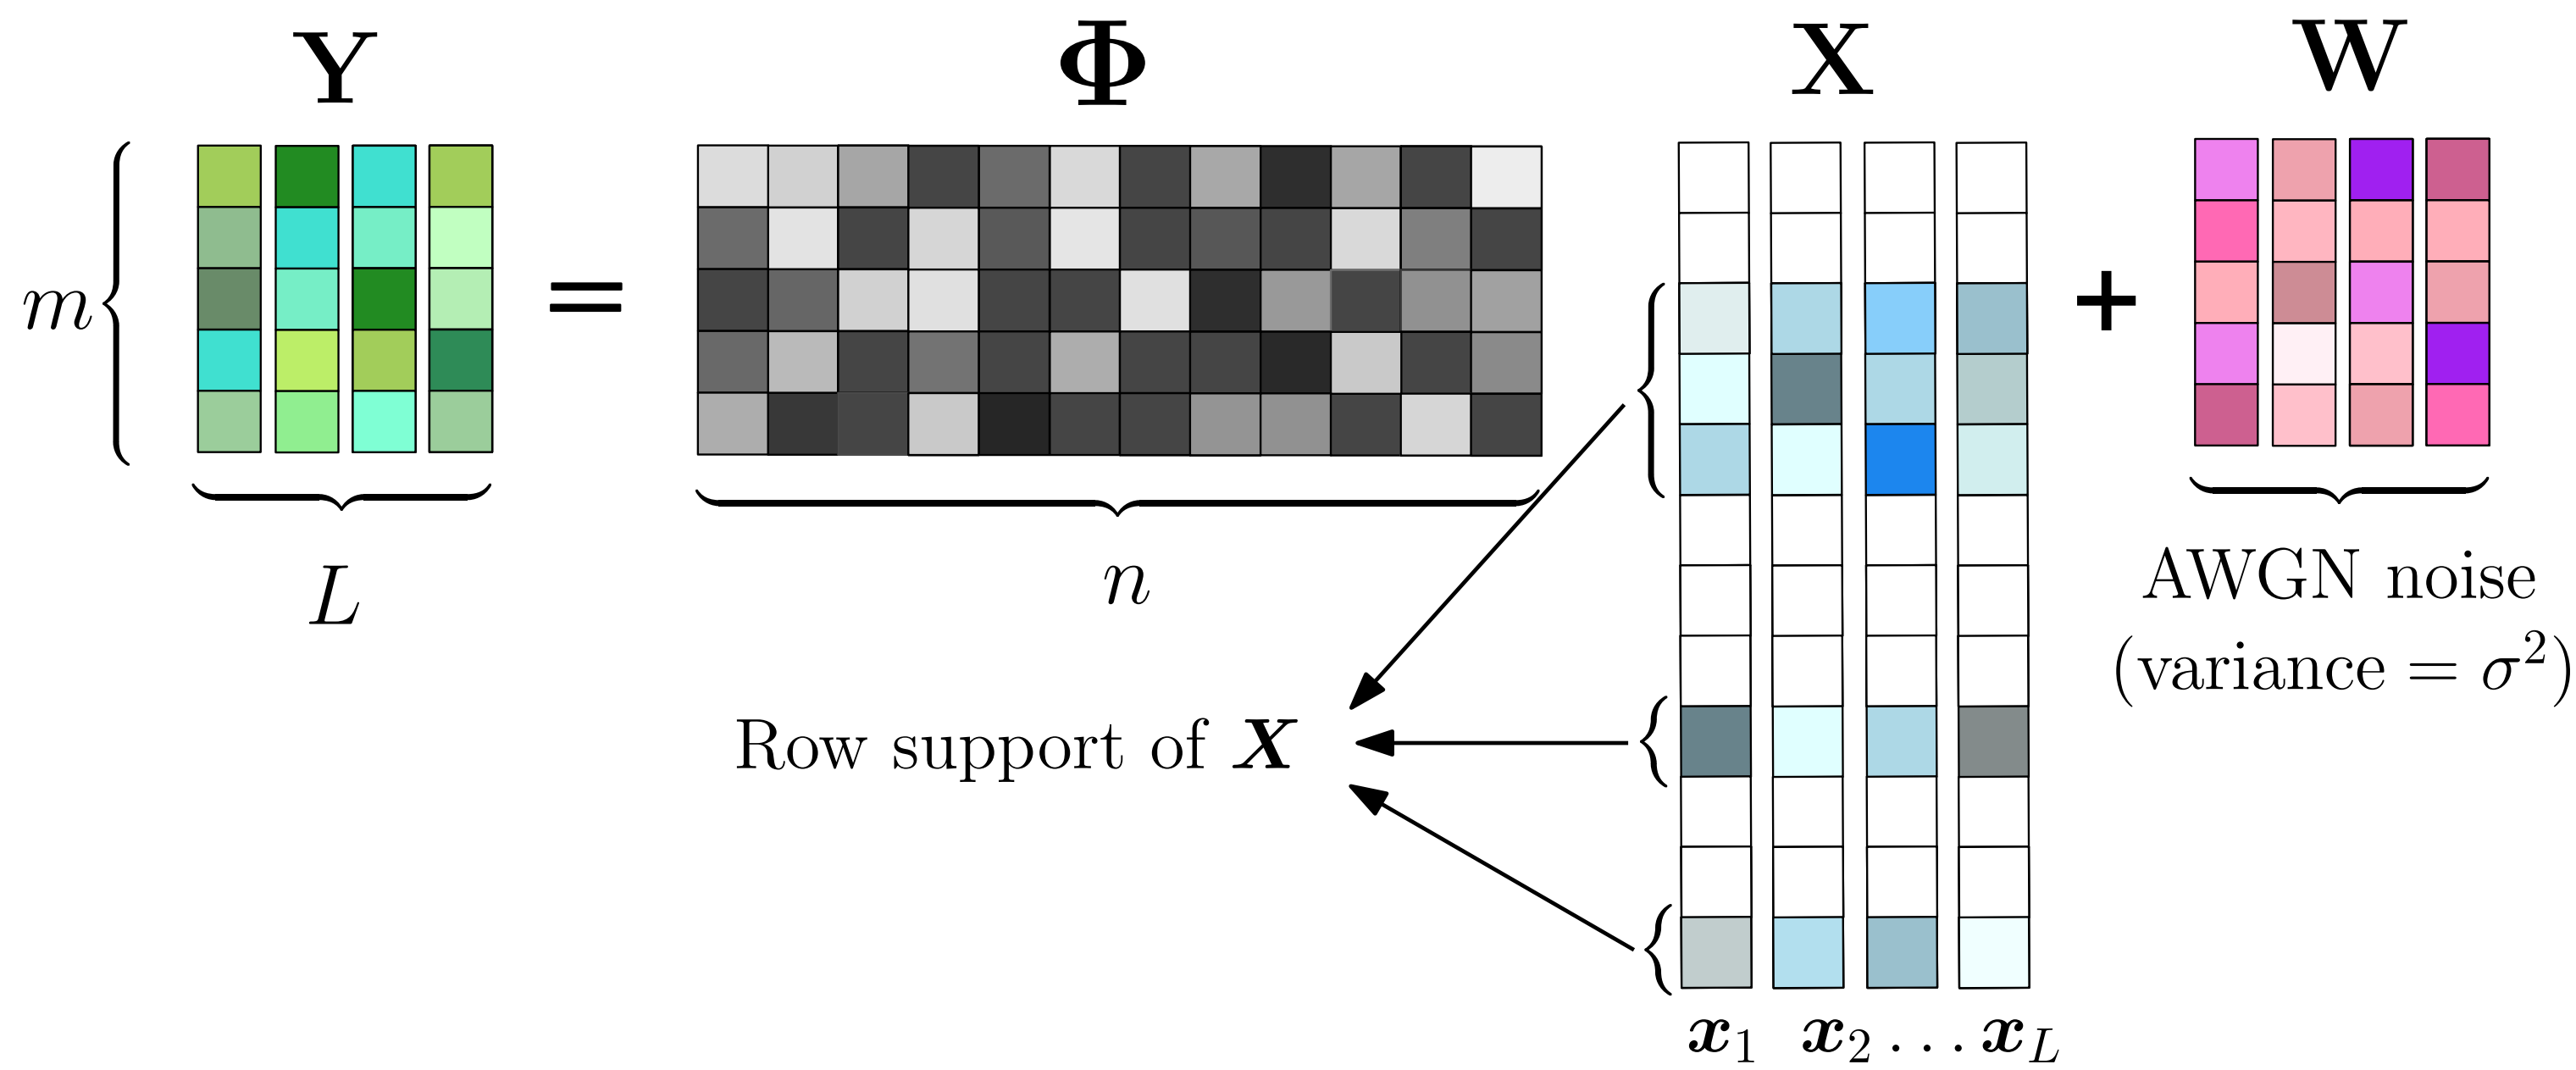 Y
Φ
X
W
m
=
+
L
n
AWGN noise
(variance = σ²)
Row support of X
x₁ x₂ ... x_L